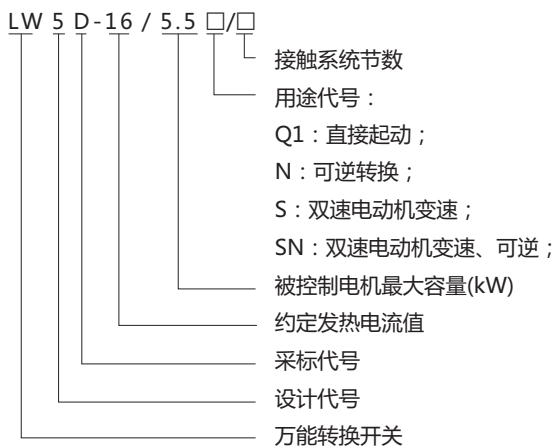 LW 5 D-16 / 5.5 □/□
接触系统节数
用途代号：
Q1：直接起动；
N：可逆转换；
S：双速电动机变速；
SN：双速电动机变速、可逆；
被控制电机最大容量(kW)
约定发热电流值
采标代号
设计代号
万能转换开关